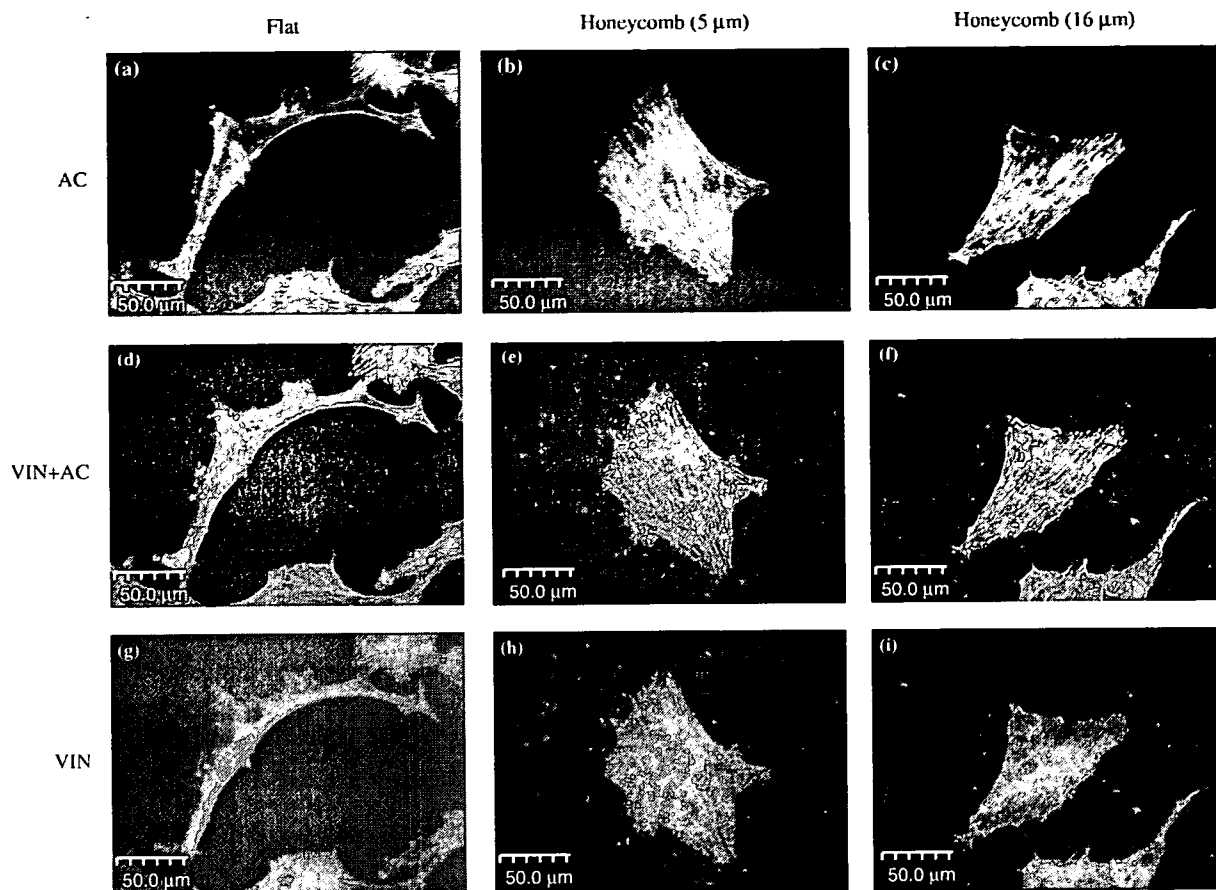 Flat
Honeycomb (5 μm)
Honeycomb (16 μm)
AC
(a)
50.0 μm
(b)
50.0 μm
(c)
50.0 μm
VIN+AC
(d)
50.0 μm
(e)
50.0 μm
(f)
50.0 μm
VIN
(g)
50.0 μm
(h)
50.0 μm
(i)
50.0 μm